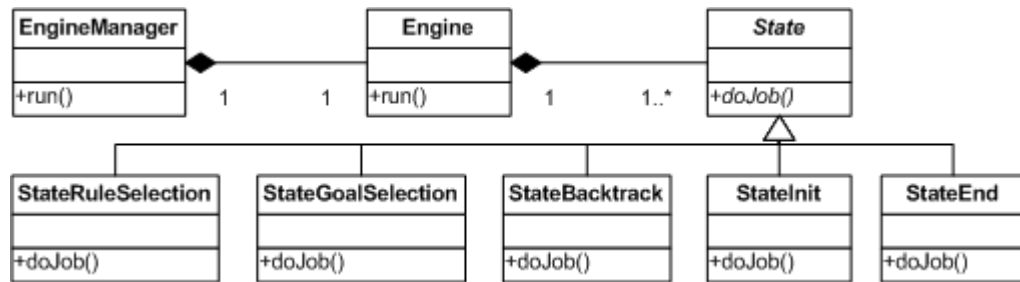 EngineManager Engine State
+run() 1 1 +run() 1 1..* +doJob()
StateRuleSelection StateGoalSelection StateBacktrack StateInit StateEnd
+doJob() +doJob() +doJob() +doJob() +doJob()